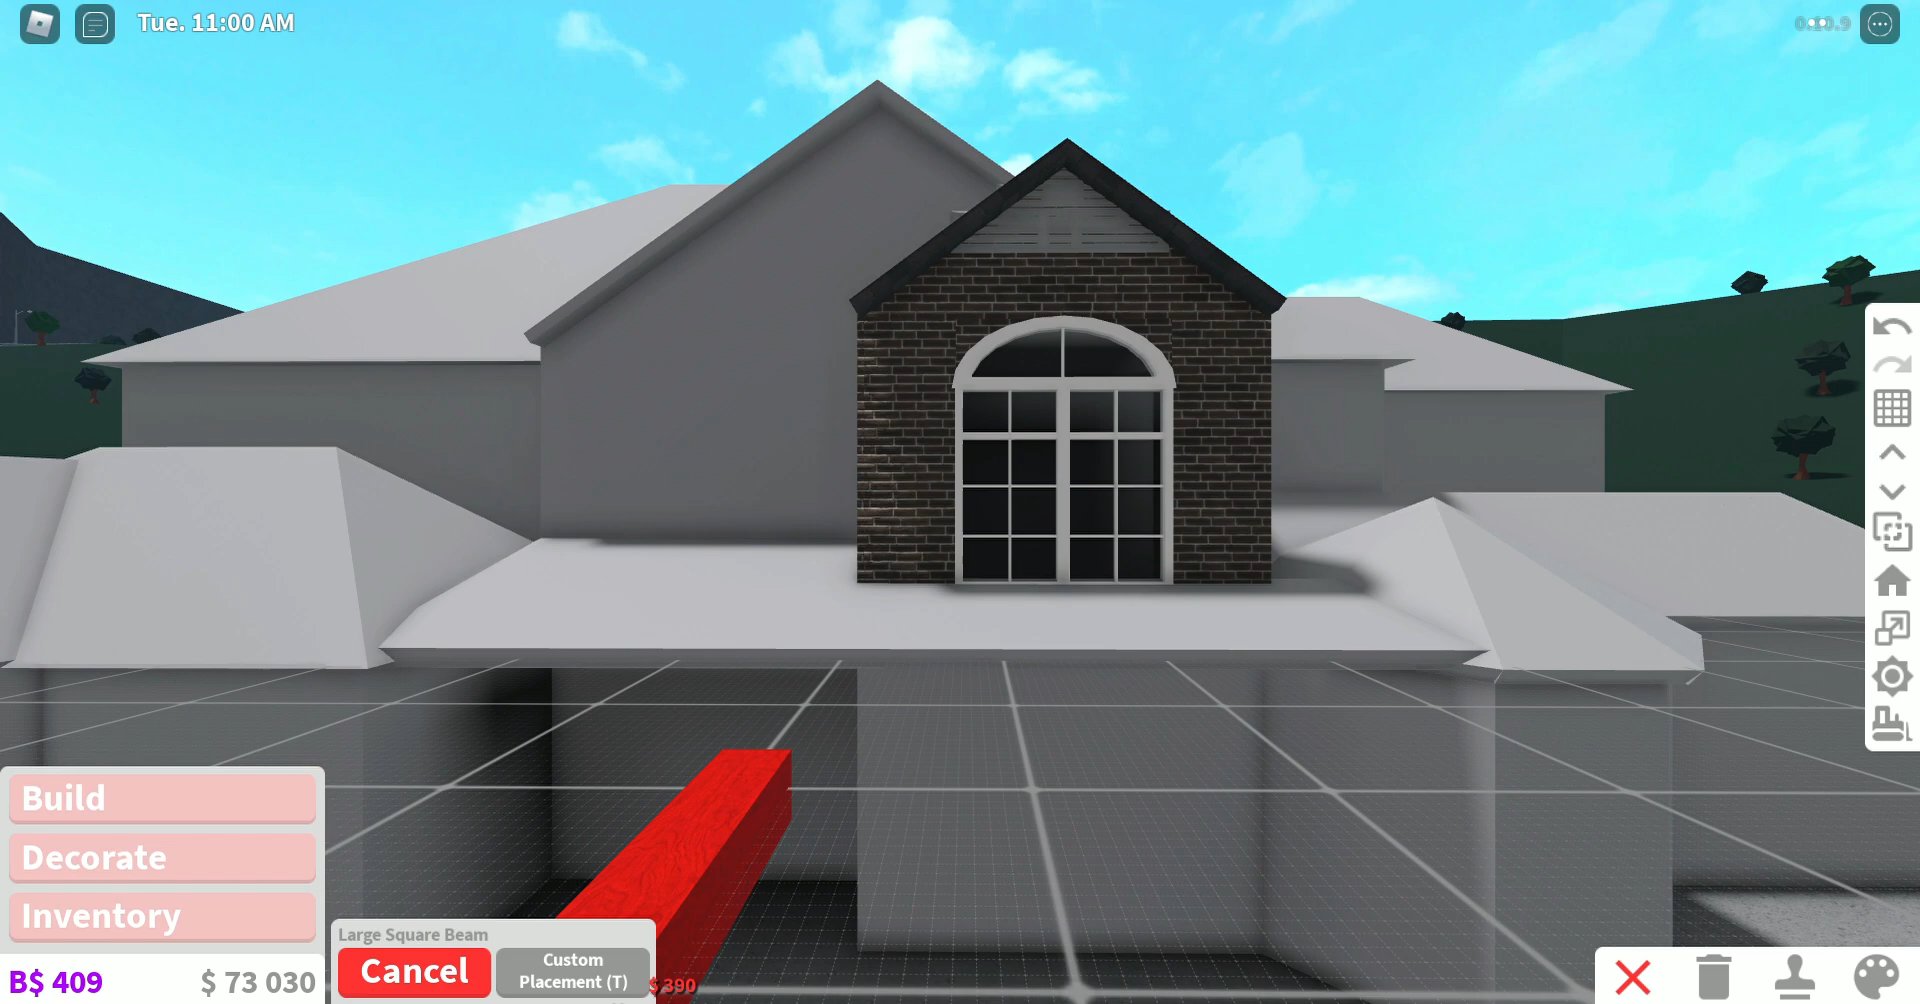 Tue. 11:00 AM
Build
Decorate
Inventory
B$ 409
$ 73 030
Large Square Beam
Cancel
Custom
Placement (T)
$ 390